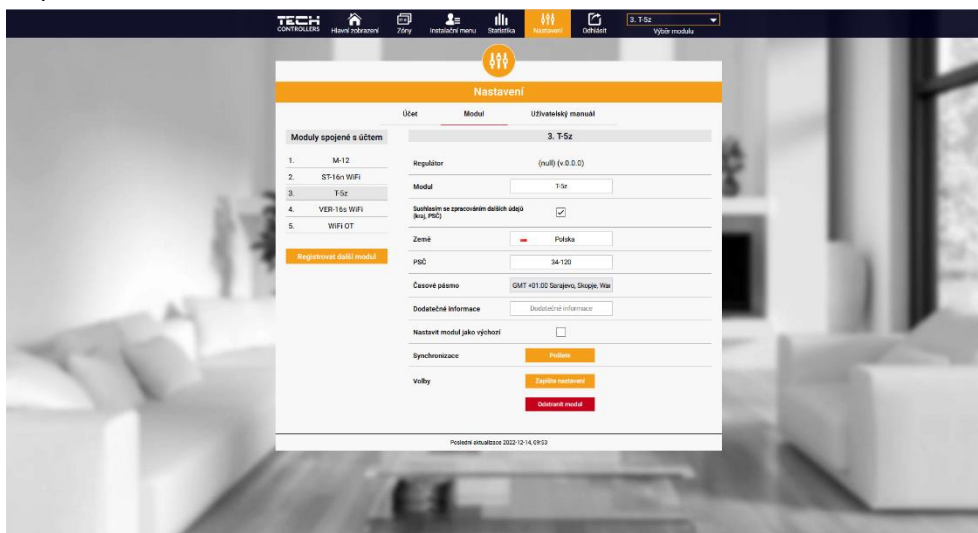 TECH
CONTROLLERS
Hlavní zobrazení
Zóny
Instalační menu
Statistika
Nastavení
Odhlásit
3. T-5z
Výběr modulu
Nastavení
Účet Modul Uživatelský manuál
Moduly spojené s účtem
1. M-12
2. ST-16n WiFi
3. T-5z
4. VER-16s WiFi
5. WiFi OT
Registrovat další modul
3. T-5z
Regulátor (null) (v.0.0.0)
Modul T-5z
Souhlasím se zpracováním dalších údajů
(kraj, PSČ)
Země Polska
PSČ 34-120
Časové pásmo GMT +01:00 Sarajevo, Skopje, War
Dodatečné informace Dodatečné informace
Nastavit modul jako výchozí
Synchronizace Pošlete
Volby Zapište nastavení
Odstranit modul
Poslední aktualizace 2022-12-14, 09:53